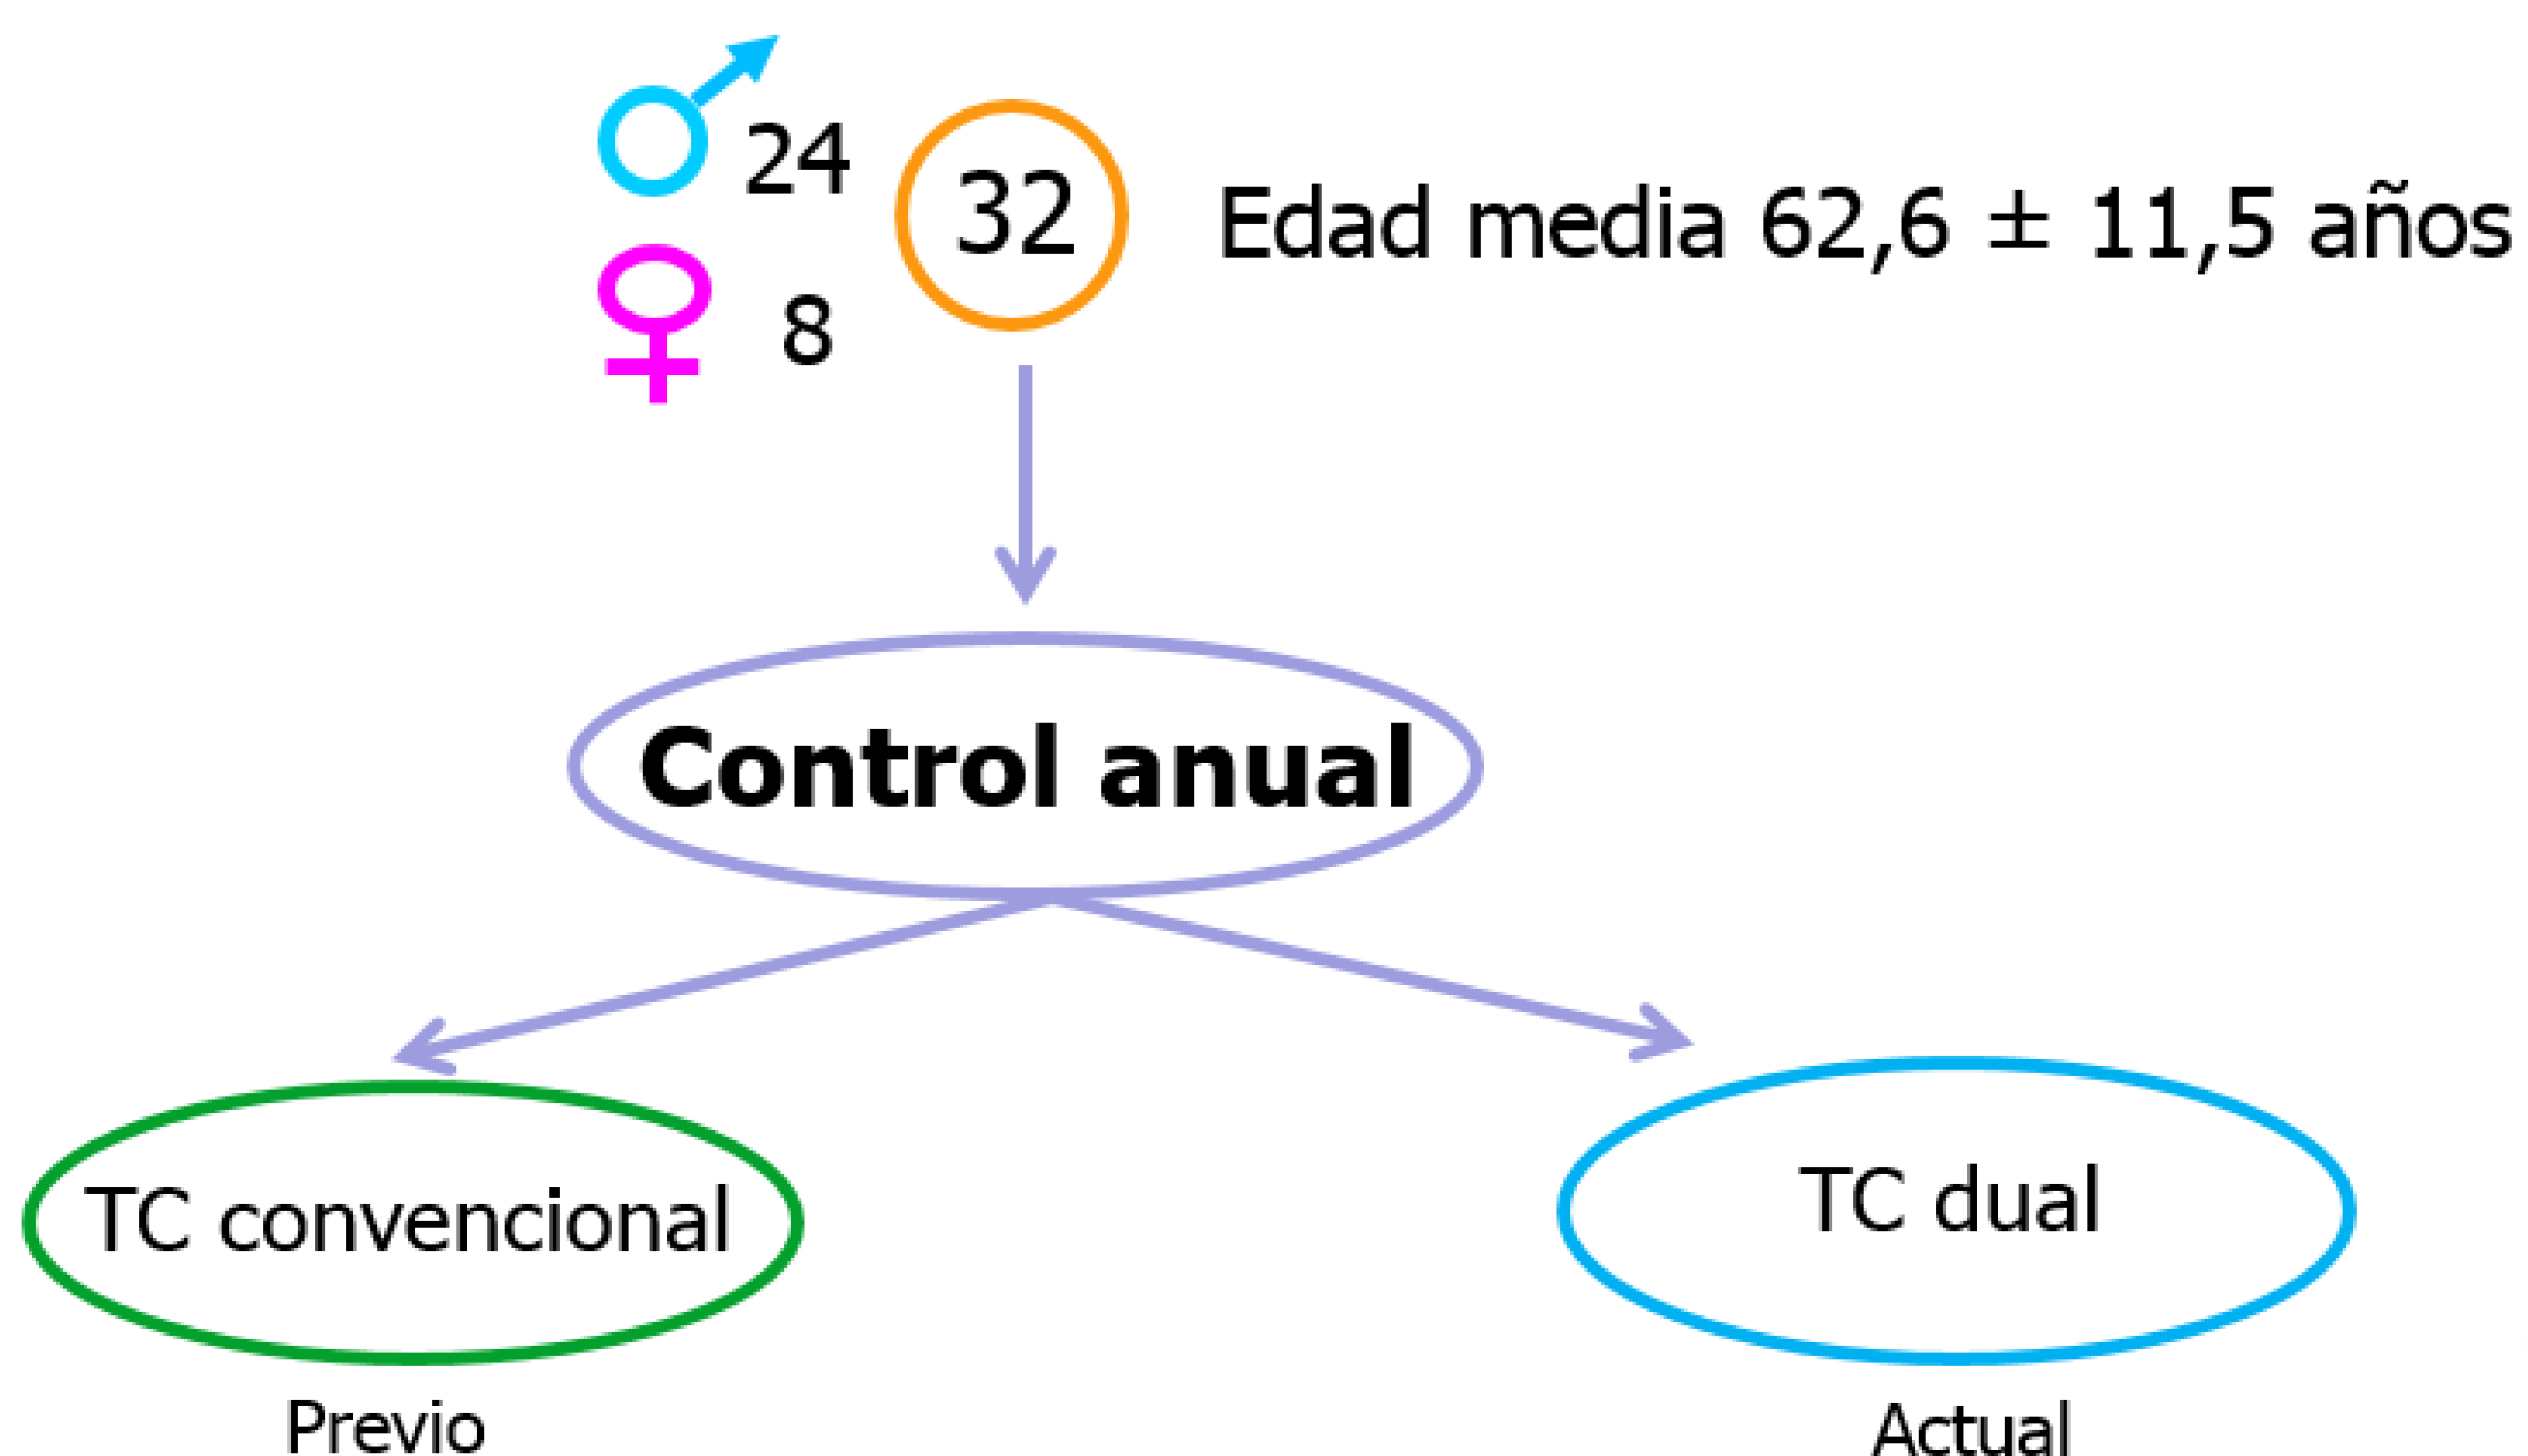 24
32
Edad media 62,6 ± 11,5 años
8
Control anual
TC convencional
TC dual
Previo
Actual